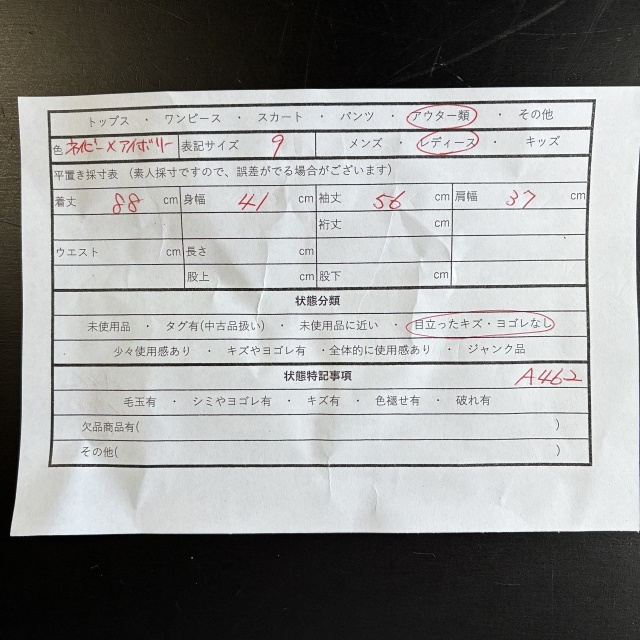 トップス ・ ワンピース ・ スカート ・ パンツ ・ アウター類 ・ その他
色 ネイビー×アイボリー 表記サイズ 9 メンズ ・ レディース ・ キッズ
平置き採寸表 (素人採寸ですので、誤差がでる場合がございます)
着丈 88 cm 身幅 41 cm 袖丈 56 cm 肩幅 37 cm
裄丈 cm
ウエスト cm 長さ cm
股上 cm 股下 cm
状態分類
未使用品 ・ タグ有(中古品扱い) ・ 未使用品に近い ・ 目立ったキズ・ヨゴレなし
少々使用感あり ・ キズやヨゴレ有 ・全体的に使用感あり ・ ジャンク品
状態特記事項 A462
毛玉有 ・ シミやヨゴレ有 ・ キズ有 ・ 色褪せ有 ・ 破れ有
欠品商品有( )
その他( )